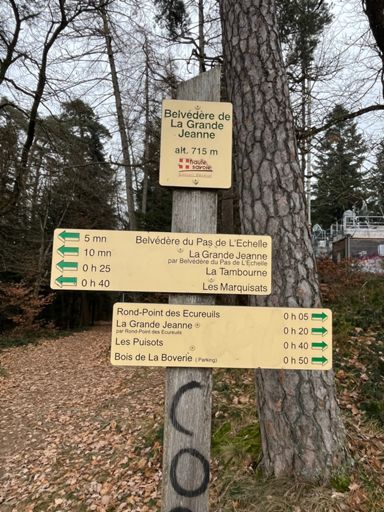 Belvédère de
La Grande
Jeanne
alt. 715 m
haute
savoie
Conseil Général
5 mn Belvédère du Pas de L'Echelle
10 mn La Grande Jeanne
par Belvédère du Pas de L'Echelle
0 h 25 La Tambourne
0 h 40 Les Marquisats
Rond-Point des Ecureuils 0 h 05
La Grande Jeanne 0 h 20
par Rond-Point des Ecureuils
Les Puisots 0 h 40
Bois de La Boverie (Parking) 0 h 50
CO